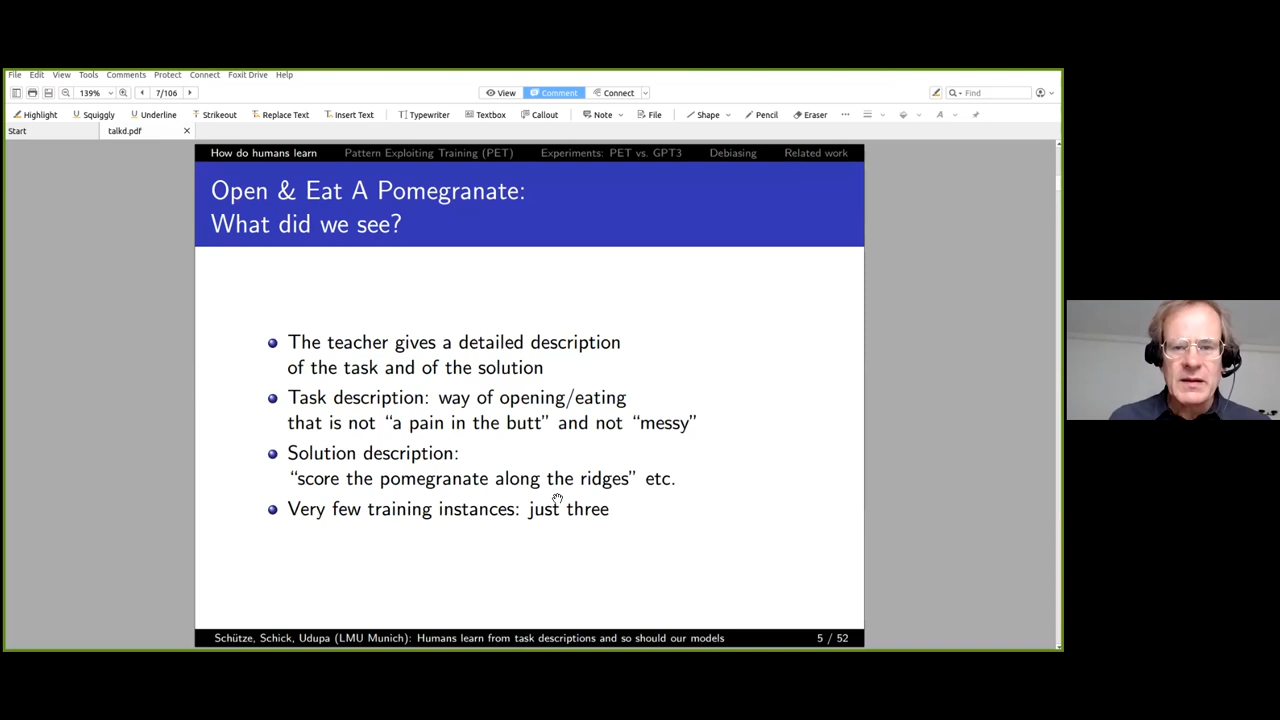 File Edit View Tools Comments Protect Connect Foxit Drive Help
139% 7/106 View Comment Connect Find
Highlight Squiggly Underline Strikeout Replace Text Insert Text Typewriter Textbox Callout Note File Shape Pencil Eraser
Start talkd.pdf
How do humans learn Pattern Exploiting Training (PET) Experiments: PET vs. GPT3 Debiasing Related work
Open & Eat A Pomegranate:
What did we see?
The teacher gives a detailed description
of the task and of the solution
Task description: way of opening/eating
that is not “a pain in the butt” and not “messy”
Solution description:
“score the pomegranate along the ridges” etc.
Very few training instances: just three
Schütze, Schick, Udupa (LMU Munich): Humans learn from task descriptions and so should our models 5 / 52